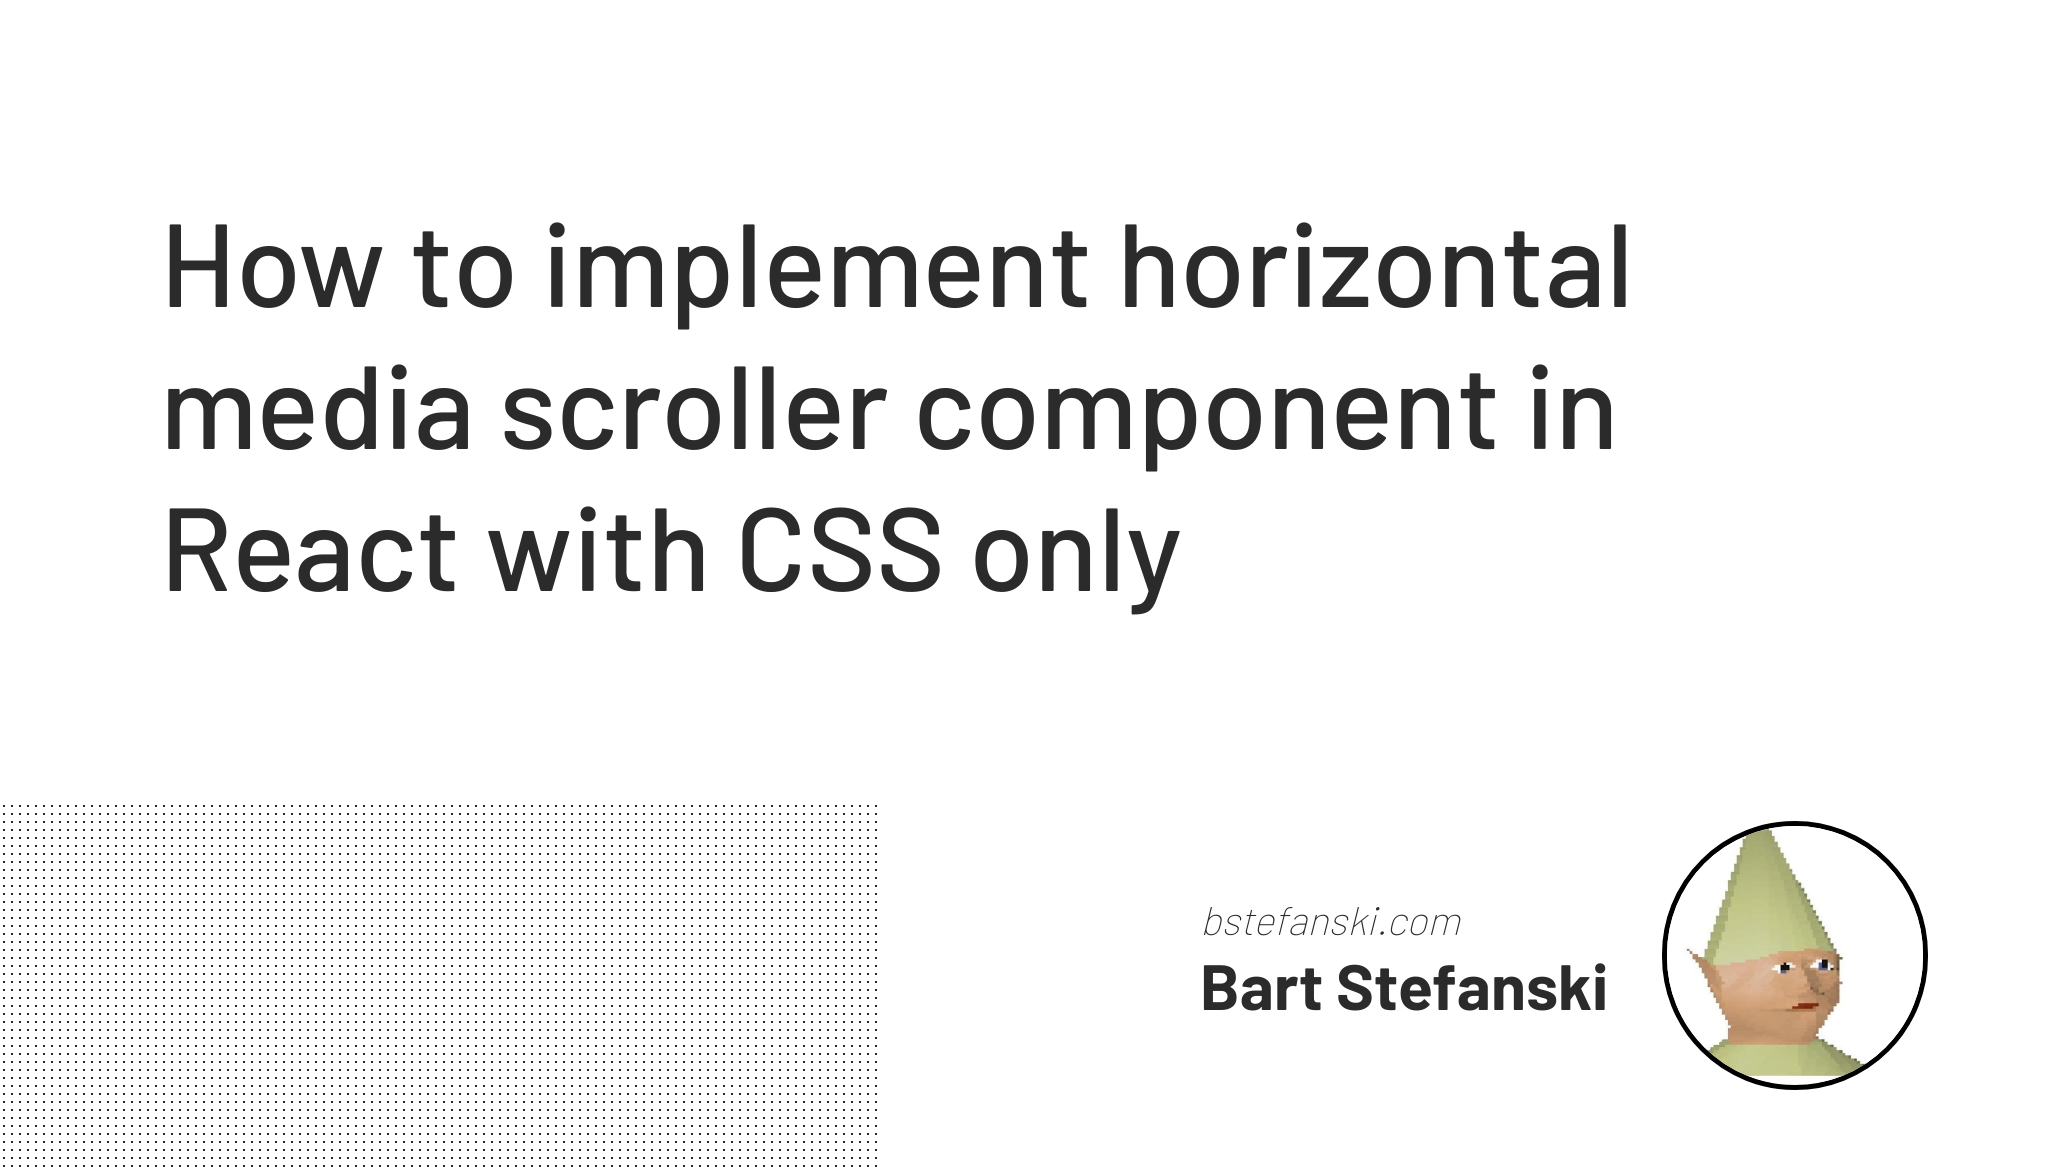 How to implement horizontal
media scroller component in
React with CSS only
bstefanski.com
Bart Stefanski